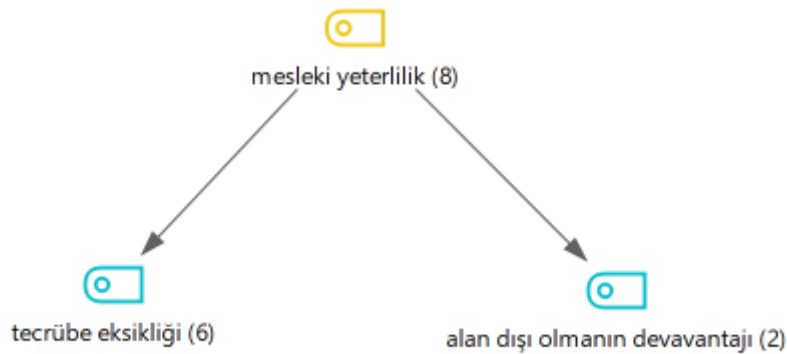 mesleki yeterlilik (8)
tecrübe eksikliği (6)
alan dışı olmanın devavantajı (2)